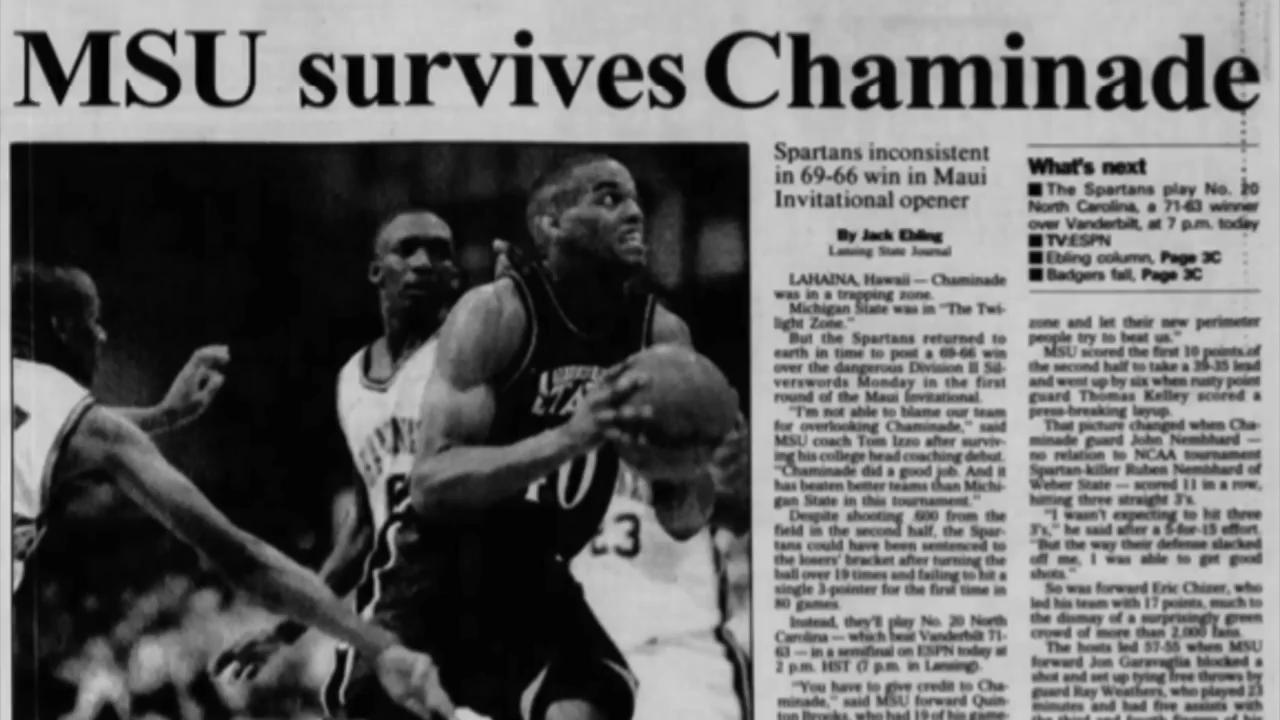 MSU survives Chaminade
Spartans inconsistent
in 69-66 win in Maui
Invitational opener
By Jack Ebling
Lansing State Journal
LAHAINA, Hawaii — Chaminade
was in a trapping zone.
Michigan State was in "The Twi-
light Zone."
But the Spartans returned to
earth in time to post a 69-66 win
over the dangerous Division II Sil-
verswords Monday in the first
round of the Maui Invitational.
"I'm not able to blame our team
for overlooking Chaminade," said
MSU coach Tom Izzo after surviv-
ing his college head coaching debut.
"Chaminade did a good job. And it
has beaten better teams than Michi-
gan State in this tournament."
Despite shooting .600 from the
field in the second half, the Spar-
tans could have been sentenced to
the losers' bracket after turning the
ball over 19 times and failing to hit a
single 3-pointer for the first time in
80 games.
Instead, they'll play No. 20 North
Carolina — which beat Vanderbilt 71-
63 — in a semifinal on ESPN today at
2 p.m. HST (7 p.m. in Lansing).
"You have to give credit to Cha-
minade," said MSU forward Quin-
ton Brooks, who had 19 of his game-
What's next
■ The Spartans play No. 20
North Carolina, a 71-63 winner
over Vanderbilt, at 7 p.m. today
■ TV:ESPN
■ Ebling column, Page 3C
■ Badgers fall, Page 3C
zone and let their new perimeter
people try to beat us."
MSU scored the first 10 points of
the second half to take a 39-35 lead
and went up by six when rusty point
guard Thomas Kelley scored a
press-breaking layup.
That picture changed when Cha-
minade guard John Nembhard —
no relation to NCAA tournament
Spartan-killer Ruben Nembhard of
Weber State — scored 11 in a row,
hitting three straight 3's.
"I wasn't expecting to hit three
3's," he said after a 5-for-15 effort.
"But the way their defense slacked
off me, I was able to get good
shots."
So was forward Eric Chizer, who
led his team with 17 points, much to
the dismay of a surprisingly green
crowd of more than 2,000 fans.
The hosts led 57-55 when MSU
forward Jon Garavaglia blocked a
shot and set up tying free throws by
guard Ray Weathers, who played 23
minutes and had five assists with
STA
40
23